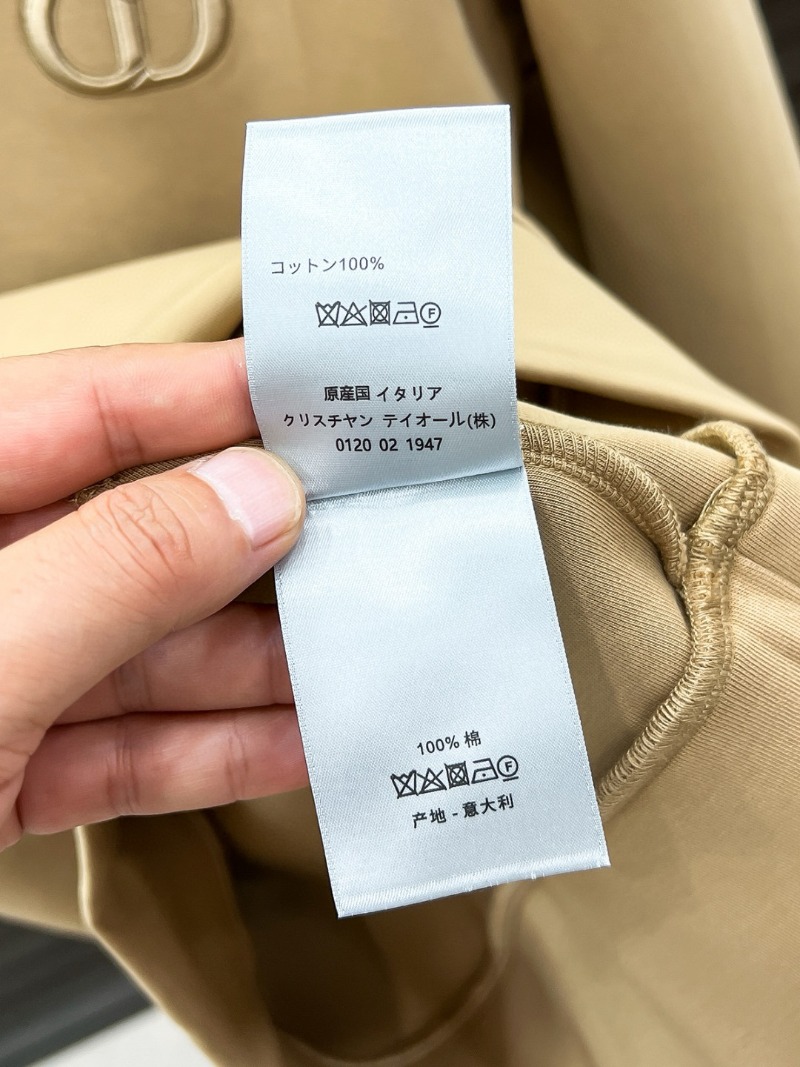 コットン100%
F
原産国 イタリア
クリスチヤン テイオール(株)
0120 02 1947
100% 棉
F
产地 - 意大利